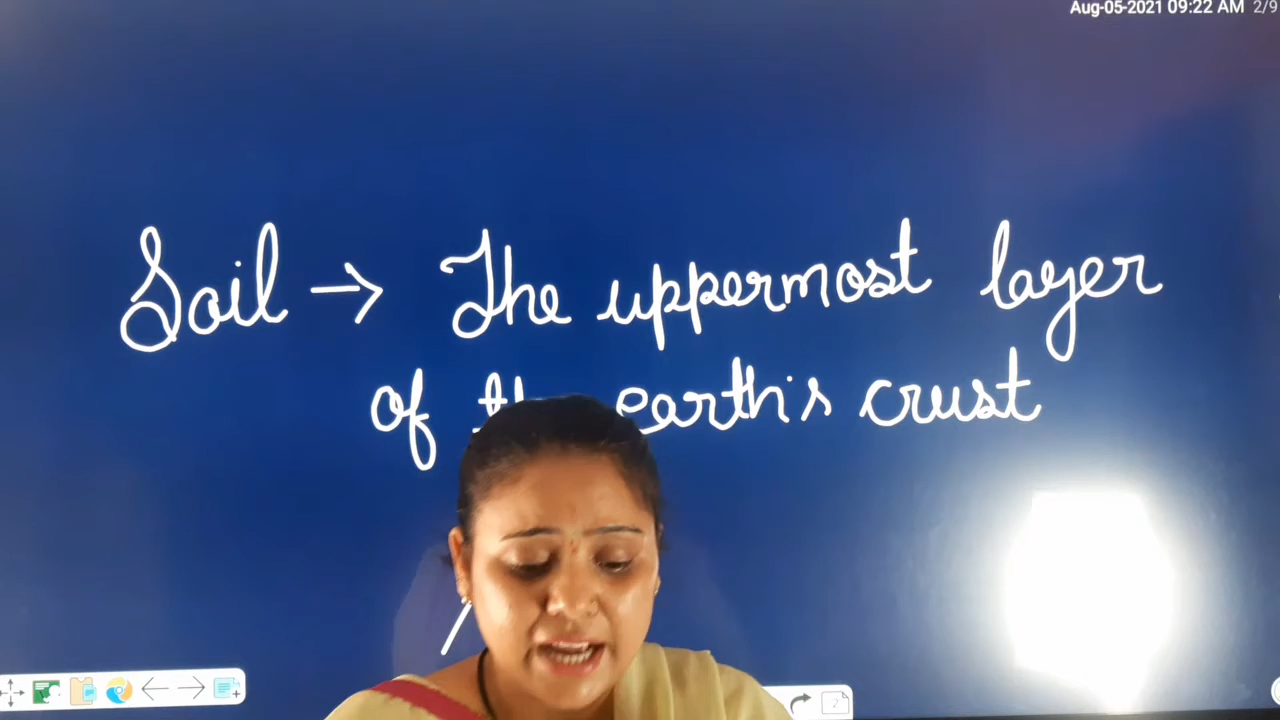 Aug-05-2021 09:22 AM 2/9
Soil → The uppermost layer
of earth's crust